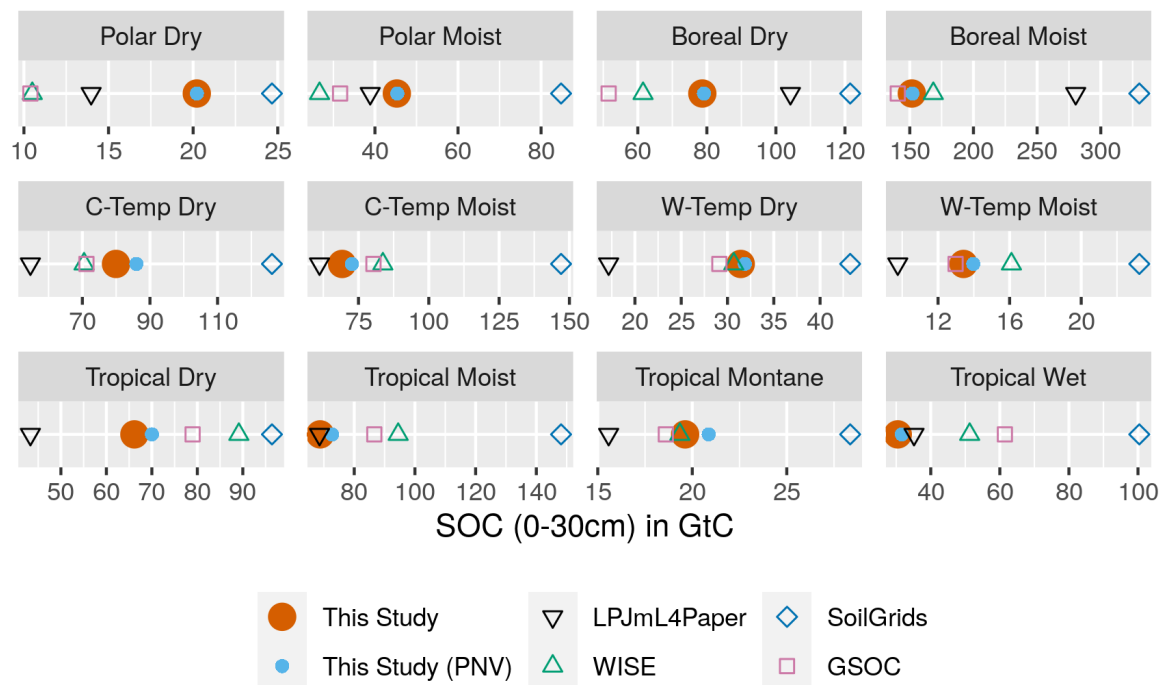 Polar Dry Polar Moist Boreal Dry Boreal Moist
10 15 20 25 40 60 80 60 80 100 120 150 200 250 300
C-Temp Dry C-Temp Moist W-Temp Dry W-Temp Moist
70 90 110 75 100 125 150 20 25 30 35 40 12 16 20
Tropical Dry Tropical Moist Tropical Montane Tropical Wet
50 60 70 80 90 80 100 120 140 15 20 25 40 60 80 100
SOC (0-30cm) in GtC
This Study LPJmL4Paper SoilGrids
This Study (PNV) WISE GSOC